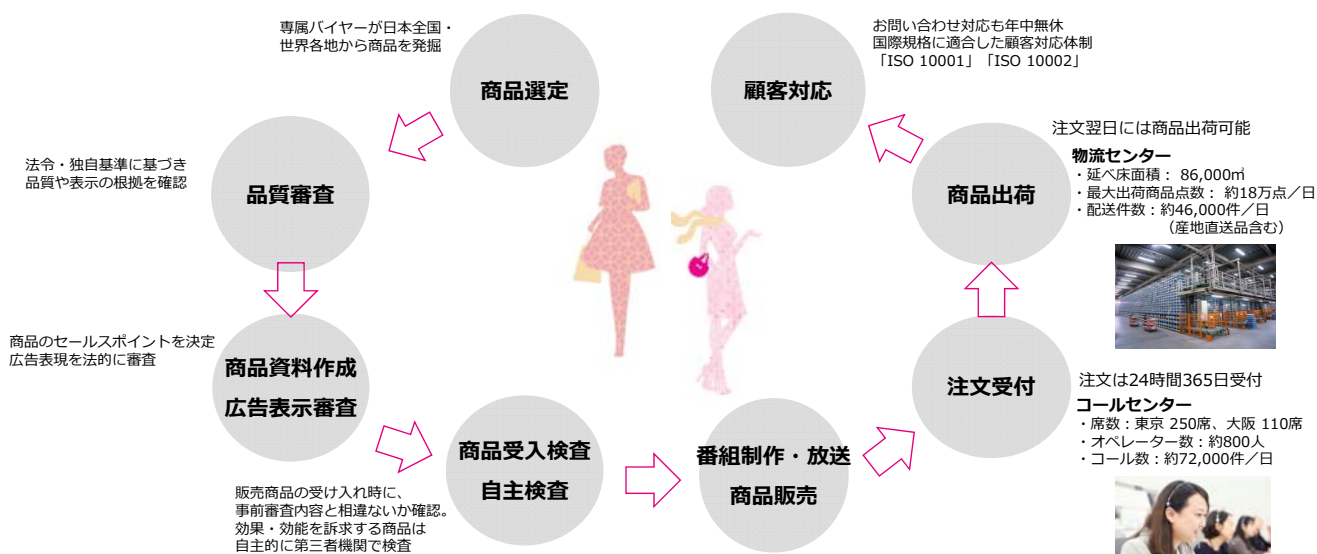 専属バイヤーが日本全国・
世界各地から商品を発掘
商品選定
法令・独自基準に基づき
品質や表示の根拠を確認
品質審査
商品のセールスポイントを決定
広告表現を法的に審査
商品資料作成
広告表示審査
商品受入検査
自主検査
販売商品の受け入れ時に、
事前審査内容と相違ないか確認。
効果・効能を訴求する商品は
自主的に第三者機関で検査
番組制作・放送
商品販売
注文受付
注文は24時間365日受付
コールセンター
・席数：東京 250席、大阪 110席
・オペレーター数：約800人
・コール数：約72,000件／日
商品出荷
注文翌日には商品出荷可能
物流センター
・延べ床面積： 86,000㎡
・最大出荷商品点数： 約18万点／日
・配送件数：約46,000件／日
（産地直送品含む）
顧客対応
お問い合わせ対応も年中無休
国際規格に適合した顧客対応体制
「ISO 10001」「ISO 10002」